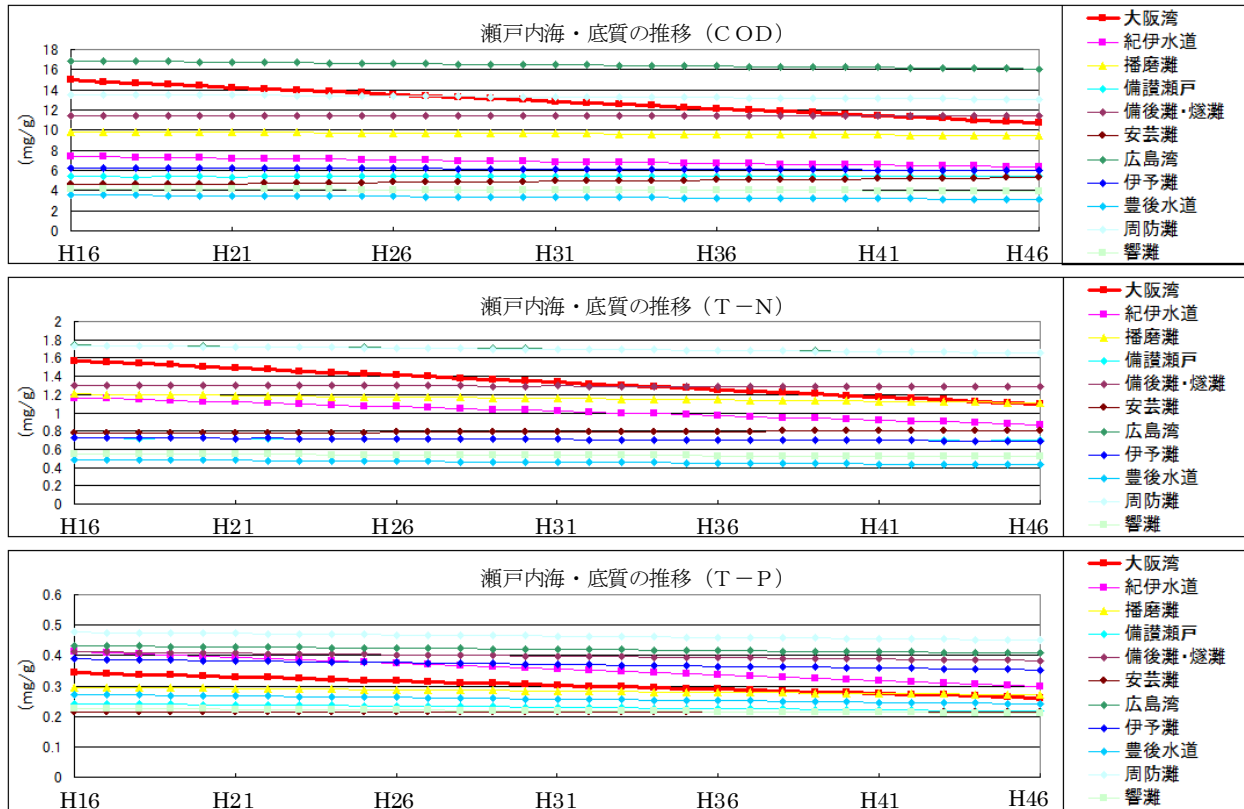 瀬戸内海・底質の推移（COD）
(mg/g)
18
16
14
12
10
8
6
4
2
0
H16 H21 H26 H31 H36 H41 H46
大阪湾
紀伊水道
播磨灘
備讃瀬戸
備後灘・燧灘
安芸灘
広島湾
伊予灘
豊後水道
周防灘
響灘
瀬戸内海・底質の推移（T－N）
(mg/g)
2
1.8
1.6
1.4
1.2
1
0.8
0.6
0.4
0.2
0
H16 H21 H26 H31 H36 H41 H46
大阪湾
紀伊水道
播磨灘
備讃瀬戸
備後灘・燧灘
安芸灘
広島湾
伊予灘
豊後水道
周防灘
響灘
瀬戸内海・底質の推移（T－P）
(mg/g)
0.6
0.5
0.4
0.3
0.2
0.1
0
H16 H21 H26 H31 H36 H41 H46
大阪湾
紀伊水道
播磨灘
備讃瀬戸
備後灘・燧灘
安芸灘
広島湾
伊予灘
豊後水道
周防灘
響灘